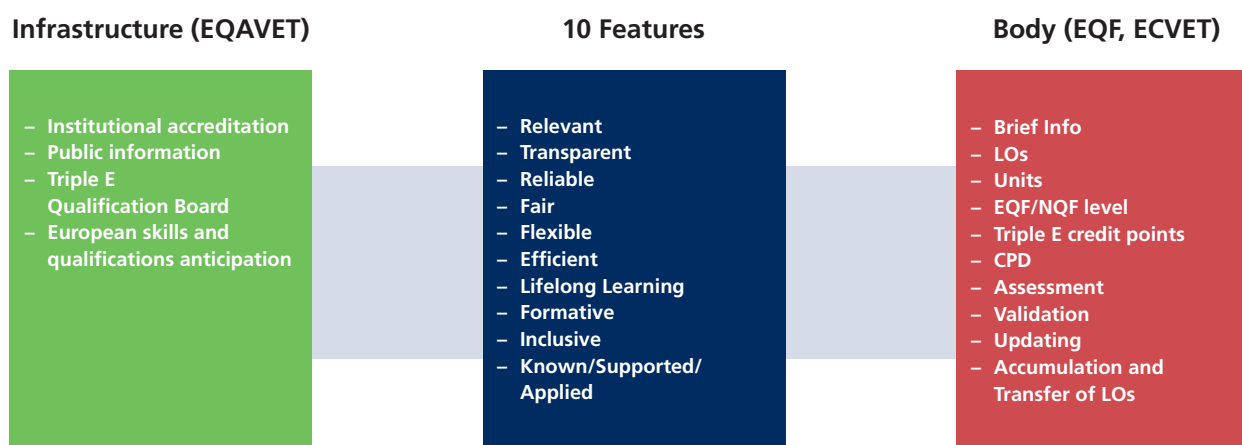 Infrastructure (EQAVET)
– Institutional accreditation
– Public information
– Triple E
Qualification Board
– European skills and
qualifications anticipation
10 Features
– Relevant
– Transparent
– Reliable
– Fair
– Flexible
– Efficient
– Lifelong Learning
– Formative
– Inclusive
– Known/Supported/
Applied
Body (EQF, ECVET)
– Brief Info
– LOs
– Units
– EQF/NQF level
– Triple E credit points
– CPD
– Assessment
– Validation
– Updating
– Accumulation and
Transfer of LOs